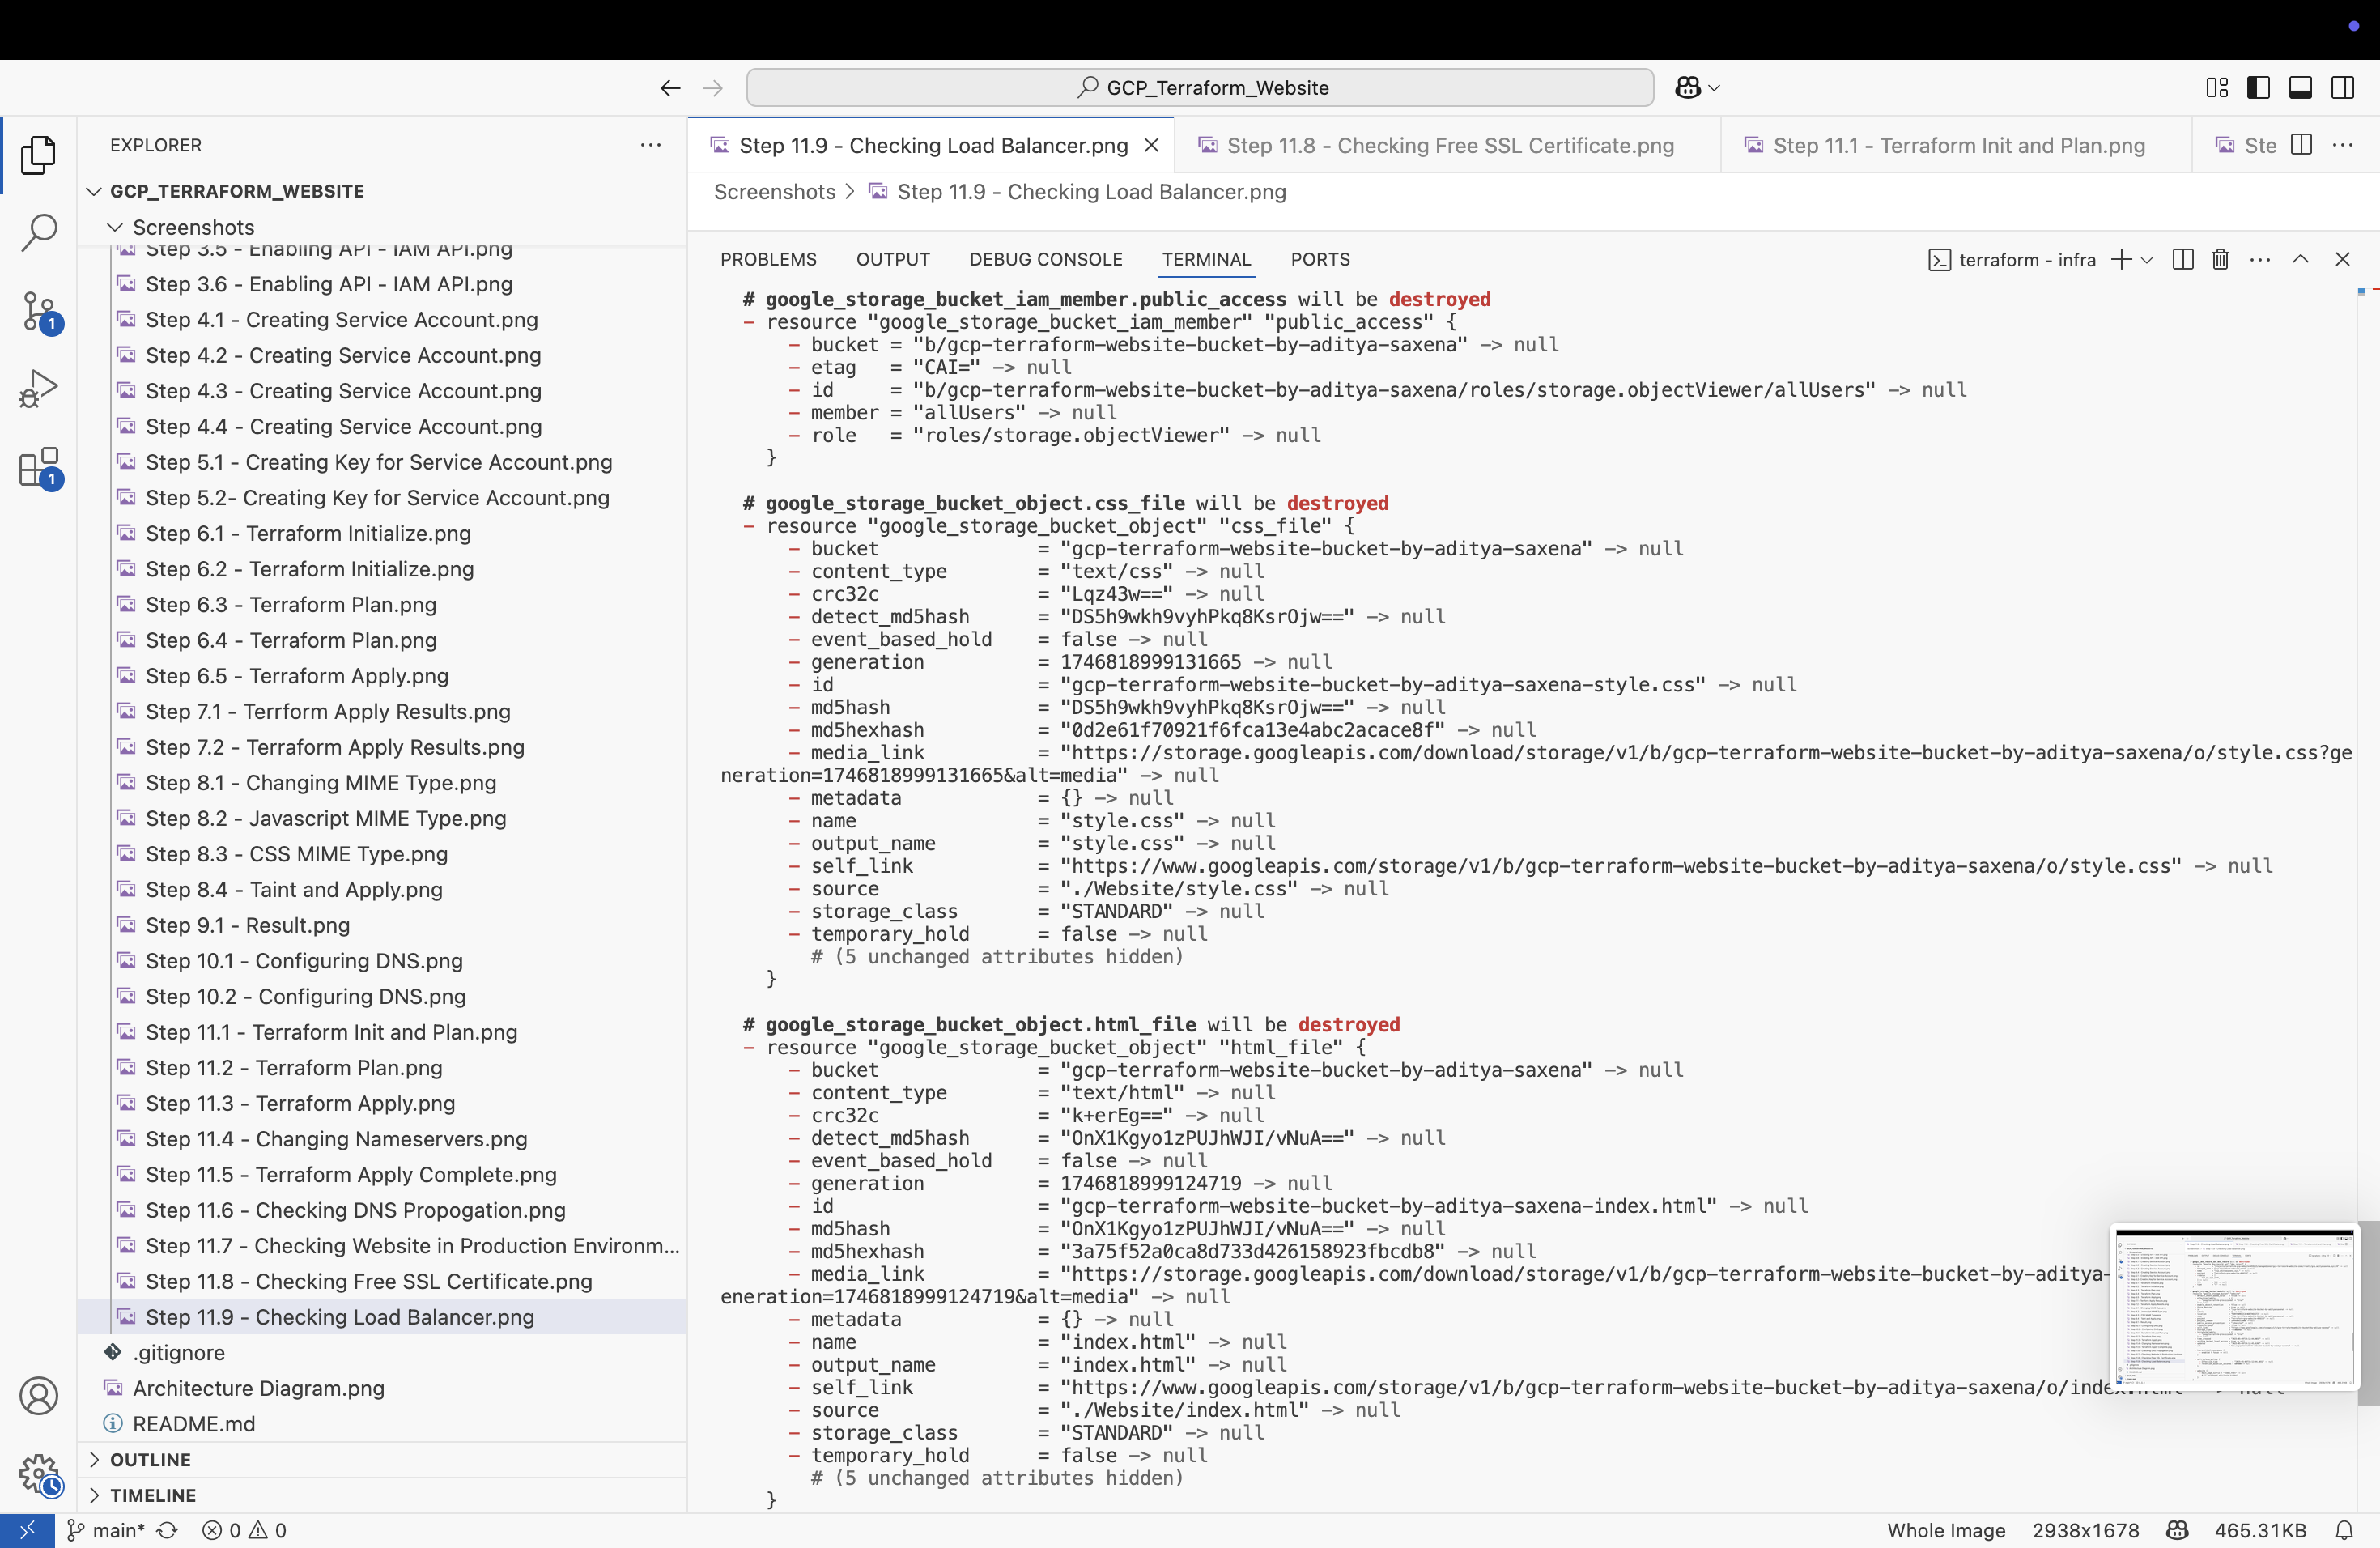 GCP_Terraform_Website
EXPLORER
GCP_TERRAFORM_WEBSITE
Screenshots
Step 3.5 - Enabling API - IAM API.png
Step 3.6 - Enabling API - IAM API.png
Step 4.1 - Creating Service Account.png
Step 4.2 - Creating Service Account.png
Step 4.3 - Creating Service Account.png
Step 4.4 - Creating Service Account.png
Step 5.1 - Creating Key for Service Account.png
Step 5.2- Creating Key for Service Account.png
Step 6.1 - Terraform Initialize.png
Step 6.2 - Terraform Initialize.png
Step 6.3 - Terraform Plan.png
Step 6.4 - Terraform Plan.png
Step 6.5 - Terraform Apply.png
Step 7.1 - Terrform Apply Results.png
Step 7.2 - Terraform Apply Results.png
Step 8.1 - Changing MIME Type.png
Step 8.2 - Javascript MIME Type.png
Step 8.3 - CSS MIME Type.png
Step 8.4 - Taint and Apply.png
Step 9.1 - Result.png
Step 10.1 - Configuring DNS.png
Step 10.2 - Configuring DNS.png
Step 11.1 - Terraform Init and Plan.png
Step 11.2 - Terraform Plan.png
Step 11.3 - Terraform Apply.png
Step 11.4 - Changing Nameservers.png
Step 11.5 - Terraform Apply Complete.png
Step 11.6 - Checking DNS Propogation.png
Step 11.7 - Checking Website in Production Environm...
Step 11.8 - Checking Free SSL Certificate.png
Step 11.9 - Checking Load Balancer.png
.gitignore
Architecture Diagram.png
README.md
OUTLINE
TIMELINE
1
1
Step 11.9 - Checking Load Balancer.png
Step 11.8 - Checking Free SSL Certificate.png
Step 11.1 - Terraform Init and Plan.png
Ste
Screenshots > Step 11.9 - Checking Load Balancer.png
PROBLEMS OUTPUT DEBUG CONSOLE TERMINAL PORTS
terraform - infra
# google_storage_bucket_iam_member.public_access will be destroyed
- resource "google_storage_bucket_iam_member" "public_access" {
- bucket = "b/gcp-terraform-website-bucket-by-aditya-saxena" -> null
- etag = "CAI=" -> null
- id = "b/gcp-terraform-website-bucket-by-aditya-saxena/roles/storage.objectViewer/allUsers" -> null
- member = "allUsers" -> null
- role = "roles/storage.objectViewer" -> null
}
# google_storage_bucket_object.css_file will be destroyed
- resource "google_storage_bucket_object" "css_file" {
- bucket = "gcp-terraform-website-bucket-by-aditya-saxena" -> null
- content_type = "text/css" -> null
- crc32c = "Lqz43w==" -> null
- detect_md5hash = "DS5h9wkh9vyhPkq8KsrOjw==" -> null
- event_based_hold = false -> null
- generation = 1746818999131665 -> null
- id = "gcp-terraform-website-bucket-by-aditya-saxena-style.css" -> null
- md5hash = "DS5h9wkh9vyhPkq8KsrOjw==" -> null
- md5hexhash = "0d2e61f70921f6fca13e4abc2acace8f" -> null
- media_link = "https://storage.googleapis.com/download/storage/v1/b/gcp-terraform-website-bucket-by-aditya-saxena/o/style.css?ge
neration=1746818999131665&alt=media" -> null
- metadata = {} -> null
- name = "style.css" -> null
- output_name = "style.css" -> null
- self_link = "https://www.googleapis.com/storage/v1/b/gcp-terraform-website-bucket-by-aditya-saxena/o/style.css" -> null
- source = "./Website/style.css" -> null
- storage_class = "STANDARD" -> null
- temporary_hold = false -> null
# (5 unchanged attributes hidden)
}
# google_storage_bucket_object.html_file will be destroyed
- resource "google_storage_bucket_object" "html_file" {
- bucket = "gcp-terraform-website-bucket-by-aditya-saxena" -> null
- content_type = "text/html" -> null
- crc32c = "k+erEg==" -> null
- detect_md5hash = "OnX1Kgyo1zPUJhWJI/vNuA==" -> null
- event_based_hold = false -> null
- generation = 1746818999124719 -> null
- id = "gcp-terraform-website-bucket-by-aditya-saxena-index.html" -> null
- md5hash = "OnX1Kgyo1zPUJhWJI/vNuA==" -> null
- md5hexhash = "3a75f52a0ca8d733d426158923fbcdb8" -> null
- media_link = "https://storage.googleapis.com/download/storage/v1/b/gcp-terraform-website-bucket-by-aditya-
eneration=1746818999124719&alt=media" -> null
- metadata = {} -> null
- name = "index.html" -> null
- output_name = "index.html" -> null
- self_link = "https://www.googleapis.com/storage/v1/b/gcp-terraform-website-bucket-by-aditya-saxena/o/index.html" -> null
- source = "./Website/index.html" -> null
- storage_class = "STANDARD" -> null
- temporary_hold = false -> null
# (5 unchanged attributes hidden)
}
main* 0 0
Whole Image 2938x1678 465.31KB